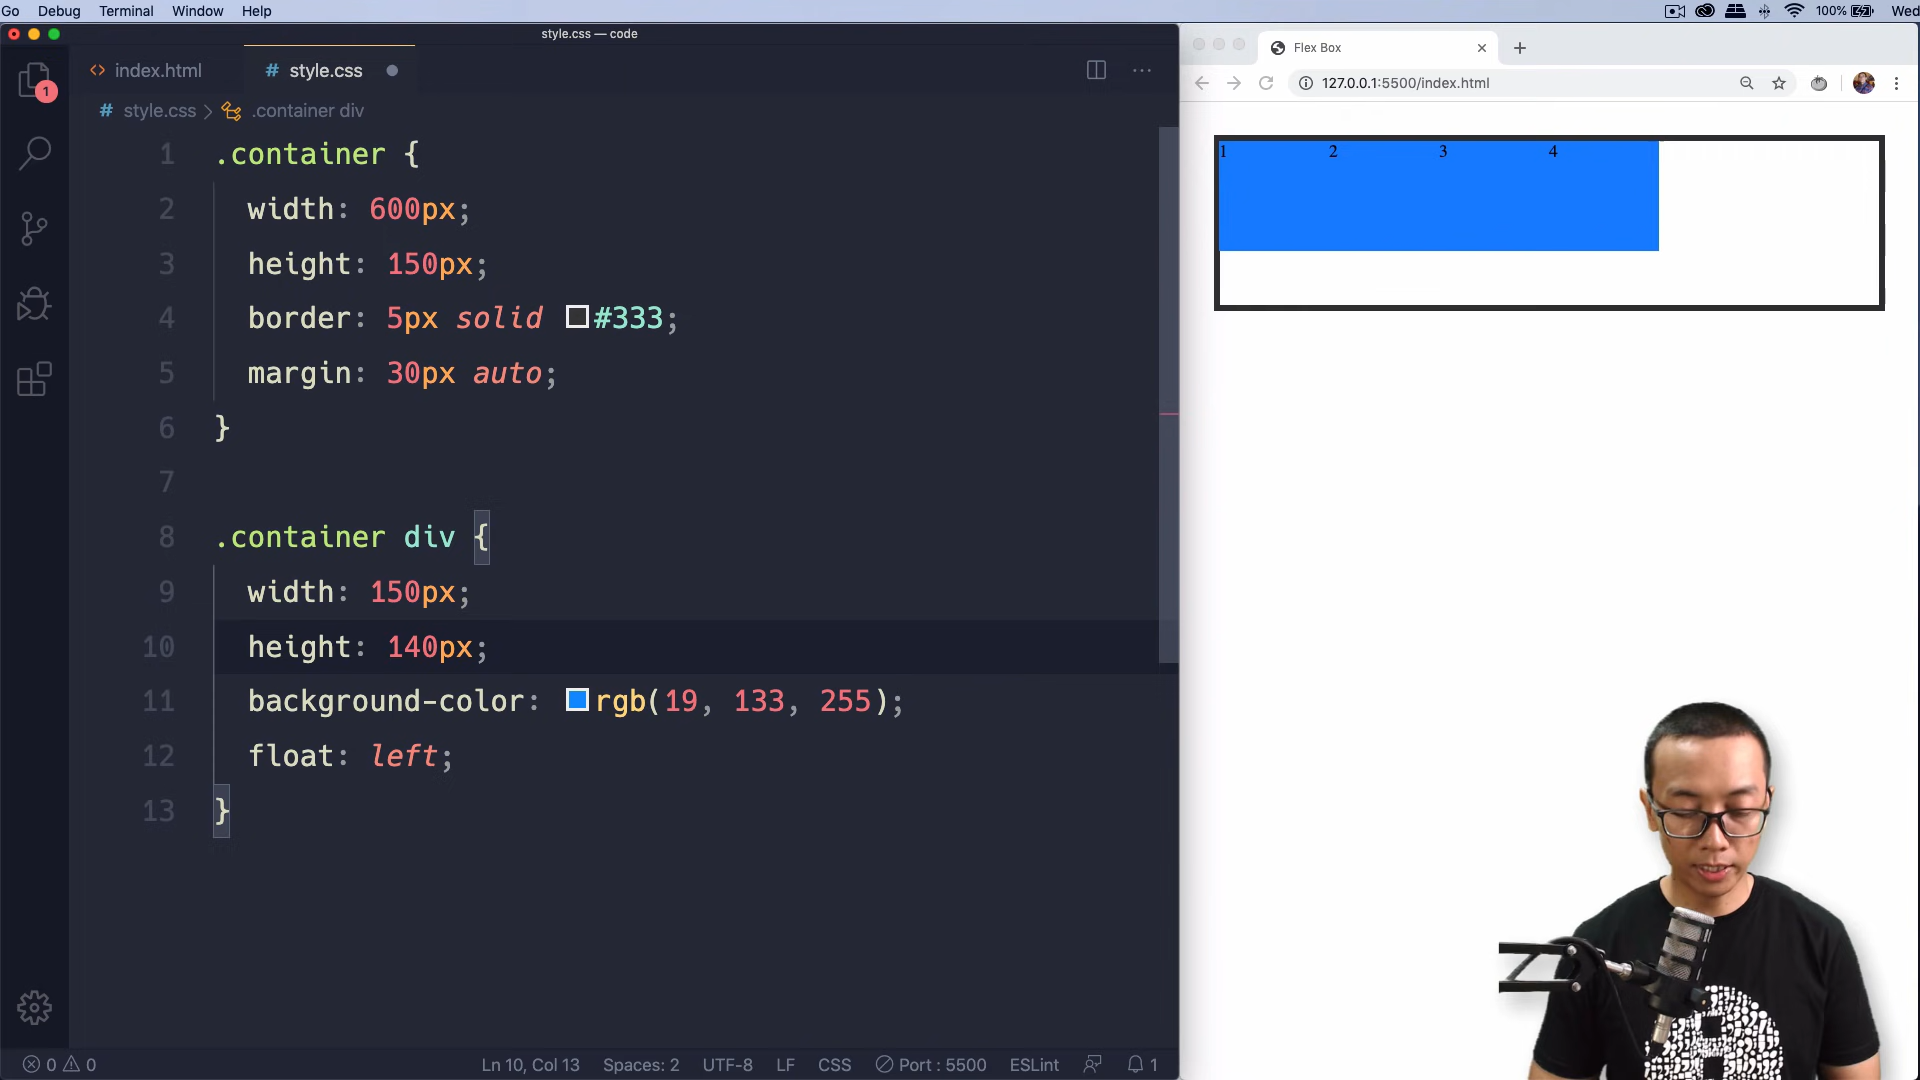 Go Debug Terminal Window Help 100% Wed
style.css — code
index.html
# style.css
Flex Box
127.0.0.1:5500/index.html
1
# style.css > .container div
1 .container {
2 width: 600px;
3 height: 150px;
4 border: 5px solid #333;
5 margin: 30px auto;
6 }
7
8 .container div {
9 width: 150px;
10 height: 140px;
11 background-color: rgb(19, 133, 255);
12 float: left;
13 }
1 2 3 4
0 0 Ln 10, Col 13 Spaces: 2 UTF-8 LF CSS Port : 5500 ESLint 1